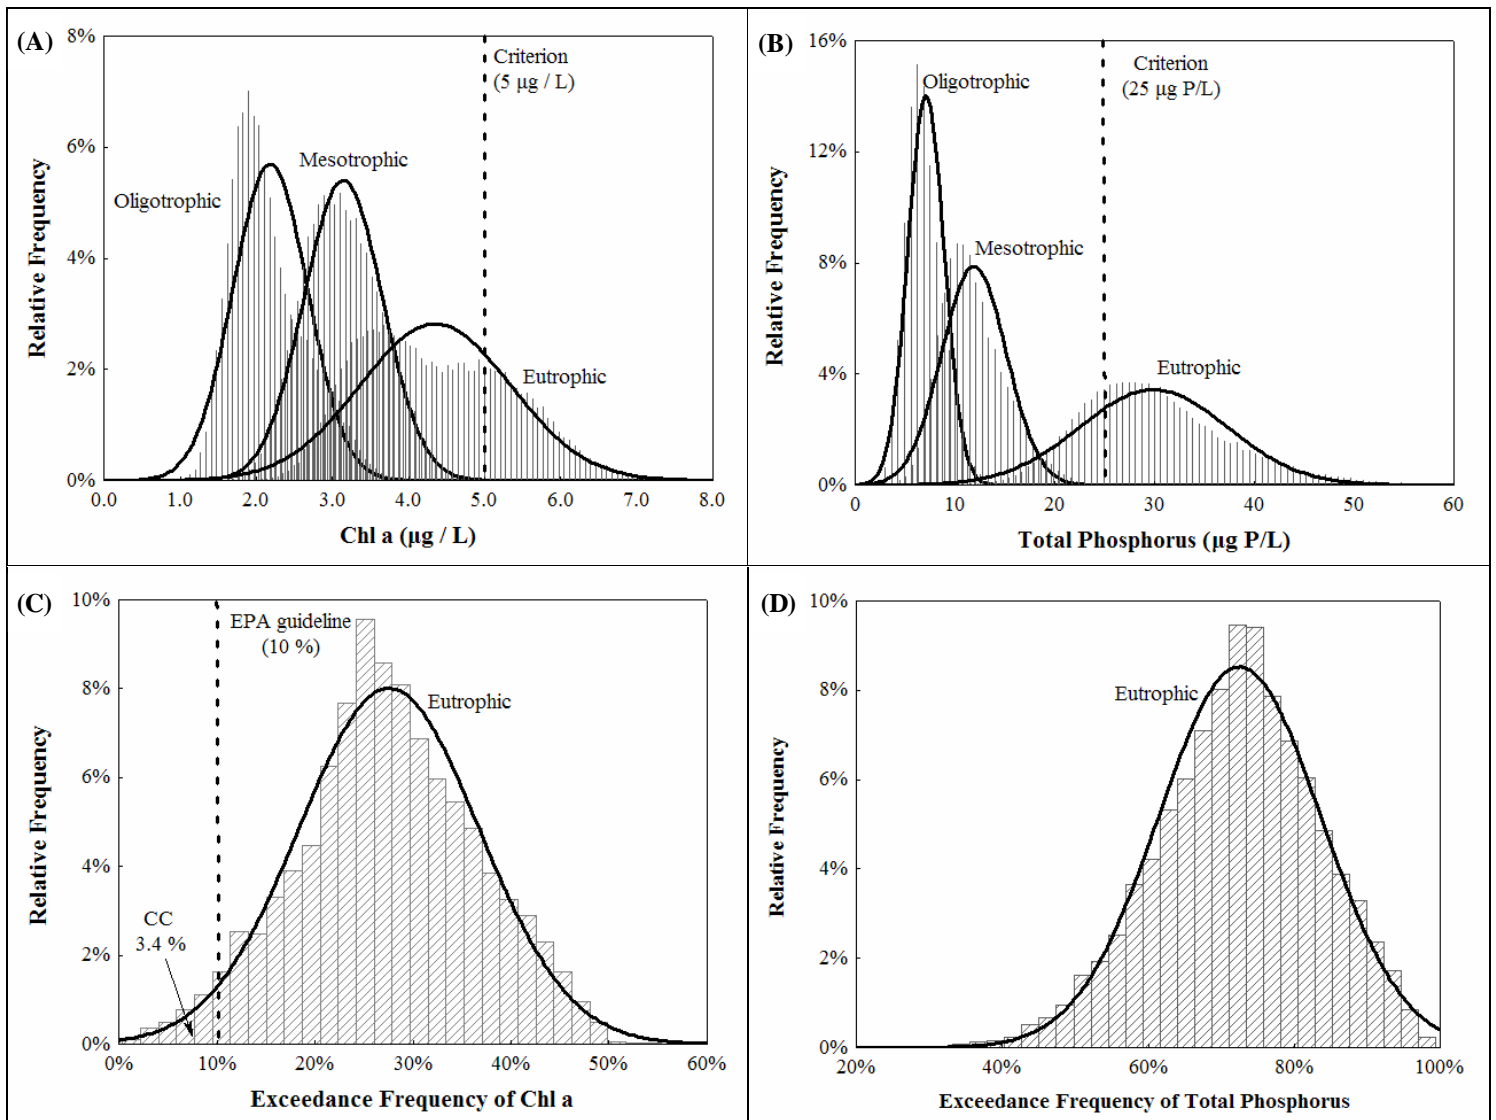 (A)
8%
6%
4%
2%
0%
Relative Frequency
Criterion
(5 μg / L)
Mesotrophic
Oligotrophic
Eutrophic
0.0 1.0 2.0 3.0 4.0 5.0 6.0 7.0 8.0
Chl a (μg / L)
(B)
16%
12%
8%
4%
0%
Relative Frequency
Criterion
(25 μg P/L)
Oligotrophic
Mesotrophic
Eutrophic
0 10 20 30 40 50 60
Total Phosphorus (μg P/L)
(C)
10%
8%
6%
4%
2%
0%
Relative Frequency
EPA guideline
(10 %)
Eutrophic
CC
3.4 %
0% 10% 20% 30% 40% 50% 60%
Exceedance Frequency of Chl a
(D)
10%
8%
6%
4%
2%
0%
Relative Frequency
Eutrophic
20% 40% 60% 80% 100%
Exceedance Frequency of Total Phosphorus